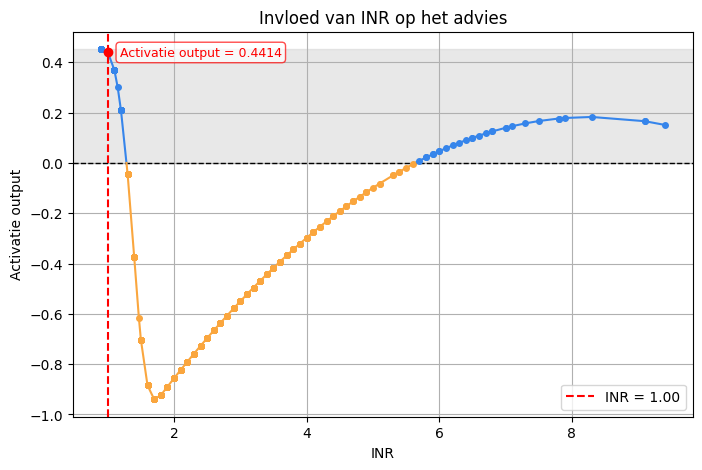 Invloed van INR op het advies
Activatie output = 0.4414
Activatie output
0.4
0.2
0.0
−0.2
−0.4
−0.6
−0.8
−1.0
2
4
6
8
INR
INR = 1.00